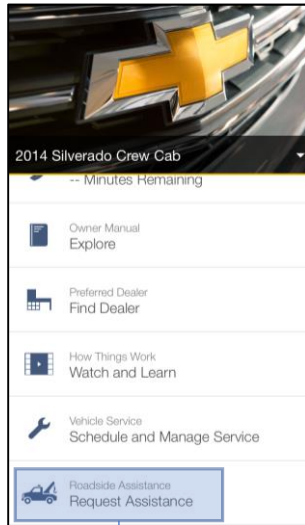 2014 Silverado Crew Cab
-- Minutes Remaining
Owner Manual
Explore
Preferred Dealer
Find Dealer
How Things Work
Watch and Learn
Vehicle Service
Schedule and Manage Service
Roadside Assistance
Request Assistance